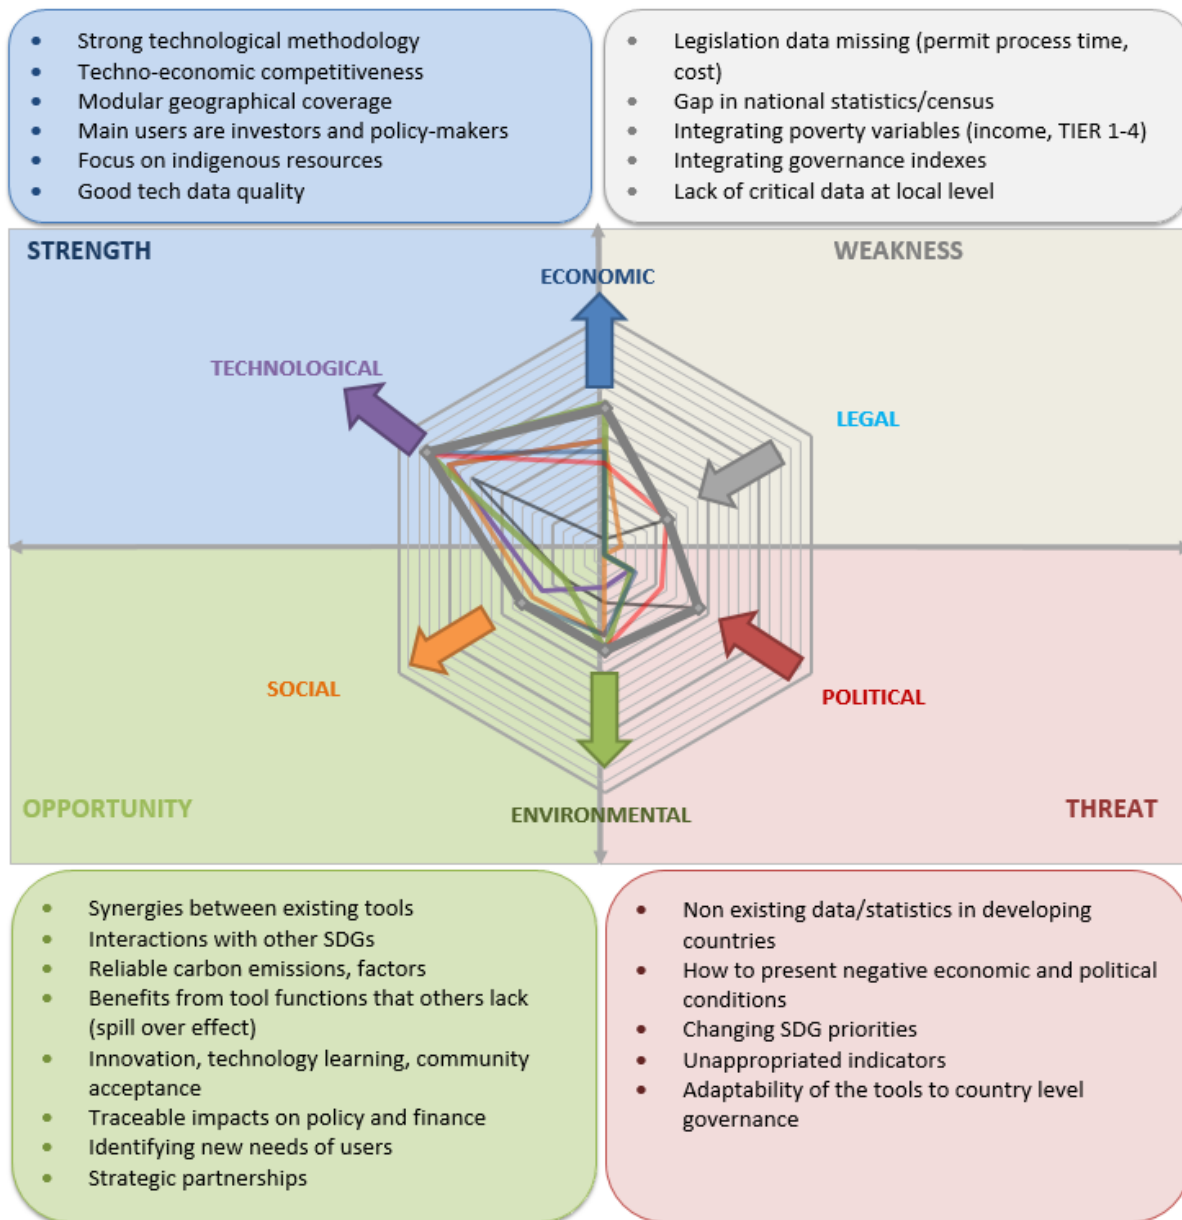 • Strong technological methodology
• Techno-economic competitiveness
• Modular geographical coverage
• Main users are investors and policy-makers
• Focus on indigenous resources
• Good tech data quality
• Legislation data missing (permit process time,
cost)
• Gap in national statistics/census
• Integrating poverty variables (income, TIER 1-4)
• Integrating governance indexes
• Lack of critical data at local level
STRENGTH
WEAKNESS
ECONOMIC
TECHNOLOGICAL
LEGAL
SOCIAL
POLITICAL
OPPORTUNITY
ENVIRONMENTAL
THREAT
• Synergies between existing tools
• Interactions with other SDGs
• Reliable carbon emissions, factors
• Benefits from tool functions that others lack
(spill over effect)
• Innovation, technology learning, community
acceptance
• Traceable impacts on policy and finance
• Identifying new needs of users
• Strategic partnerships
• Non existing data/statistics in developing
countries
• How to present negative economic and political
conditions
• Changing SDG priorities
• Unappropriated indicators
• Adaptability of the tools to country level
governance